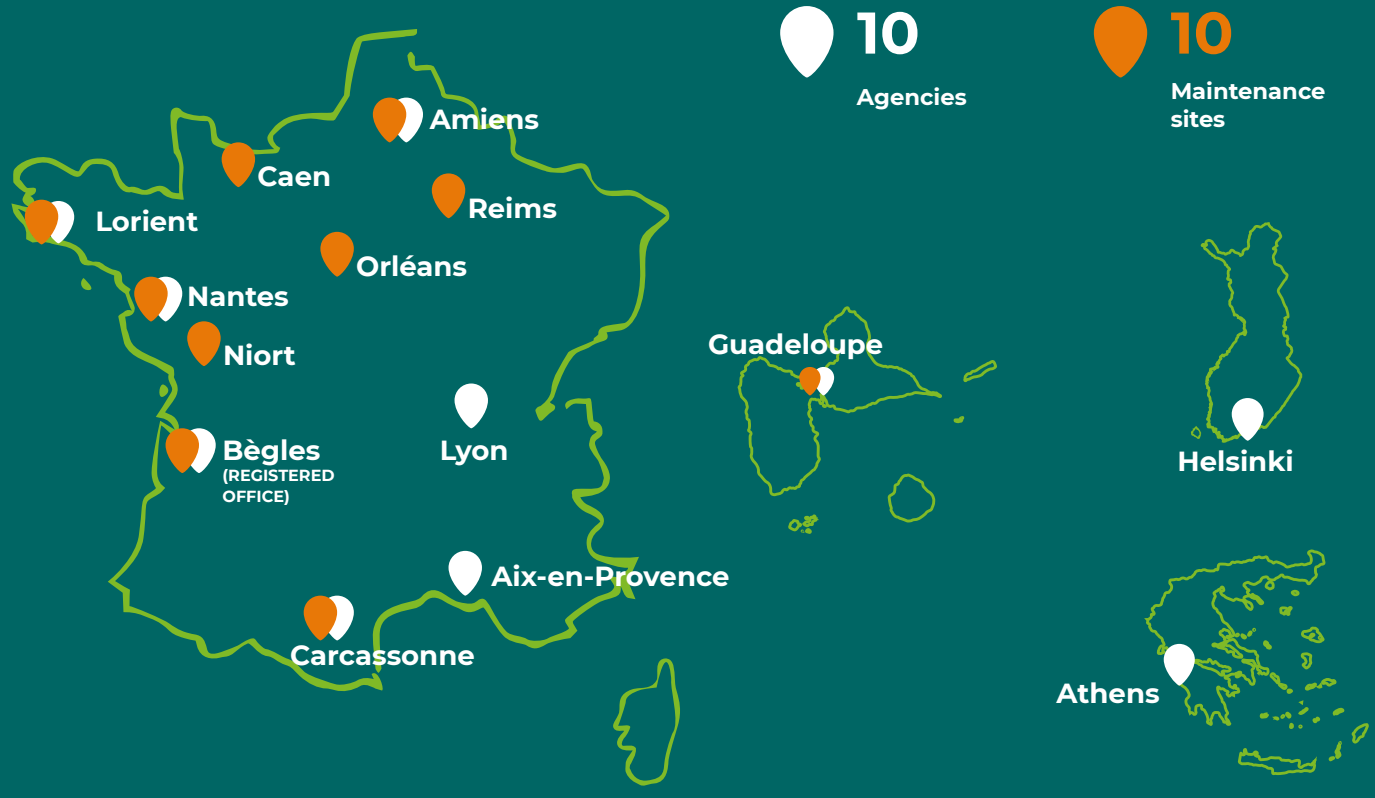 10
Agencies
10
Maintenance
sites
Amiens
Caen
Reims
Lorient
Orléans
Nantes
Niort
Guadeloupe
Bègles
(REGISTERED
OFFICE)
Lyon
Helsinki
Aix-en-Provence
Carcassonne
Athens